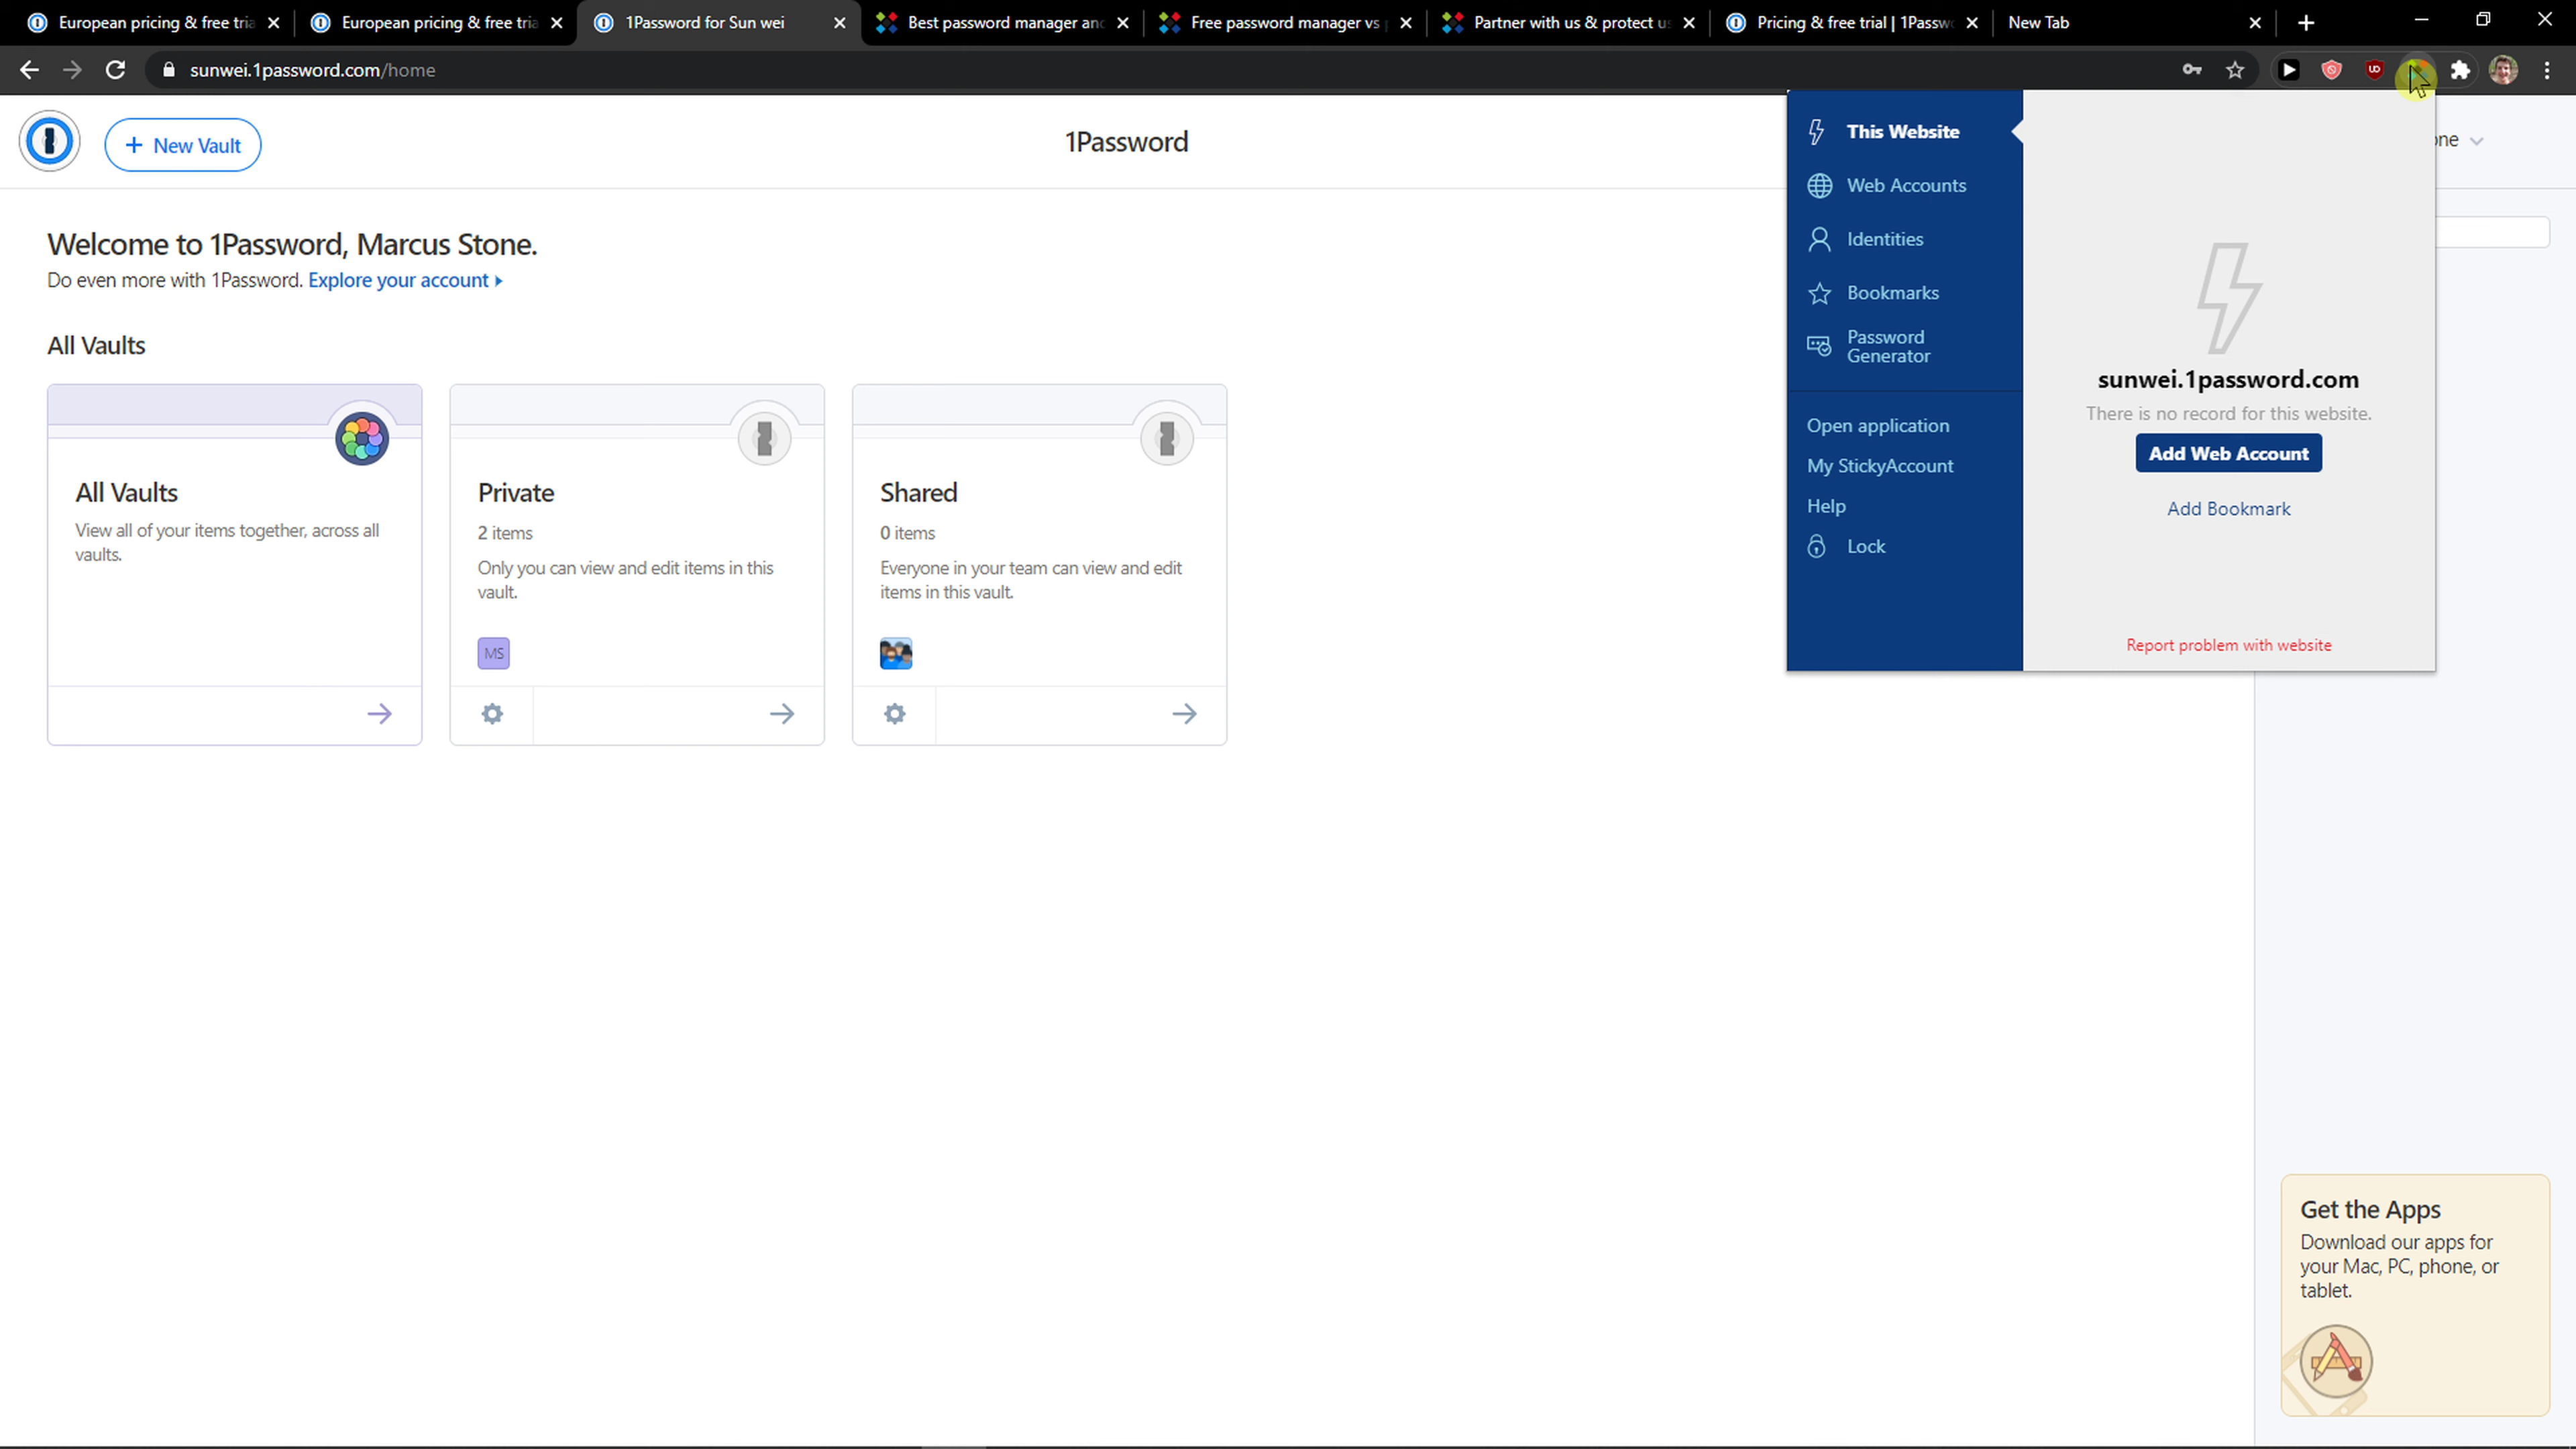 European pricing & free tria
European pricing & free tria
1Password for Sun wei
Best password manager and
Free password manager vs p
Partner with us & protect us
Pricing & free trial | 1Passw
New Tab
sunwei.1password.com/home
+ New Vault
1Password
one
Welcome to 1Password, Marcus Stone.
Do even more with 1Password. Explore your account
All Vaults
All Vaults
View all of your items together, across all
vaults.
Private
2 items
Only you can view and edit items in this
vault.
MS
Shared
0 items
Everyone in your team can view and edit
items in this vault.
This Website
Web Accounts
Identities
Bookmarks
Password
Generator
Open application
My StickyAccount
Help
Lock
sunwei.1password.com
There is no record for this website.
Add Web Account
Add Bookmark
Report problem with website
Get the Apps
Download our apps for
your Mac, PC, phone, or
tablet.